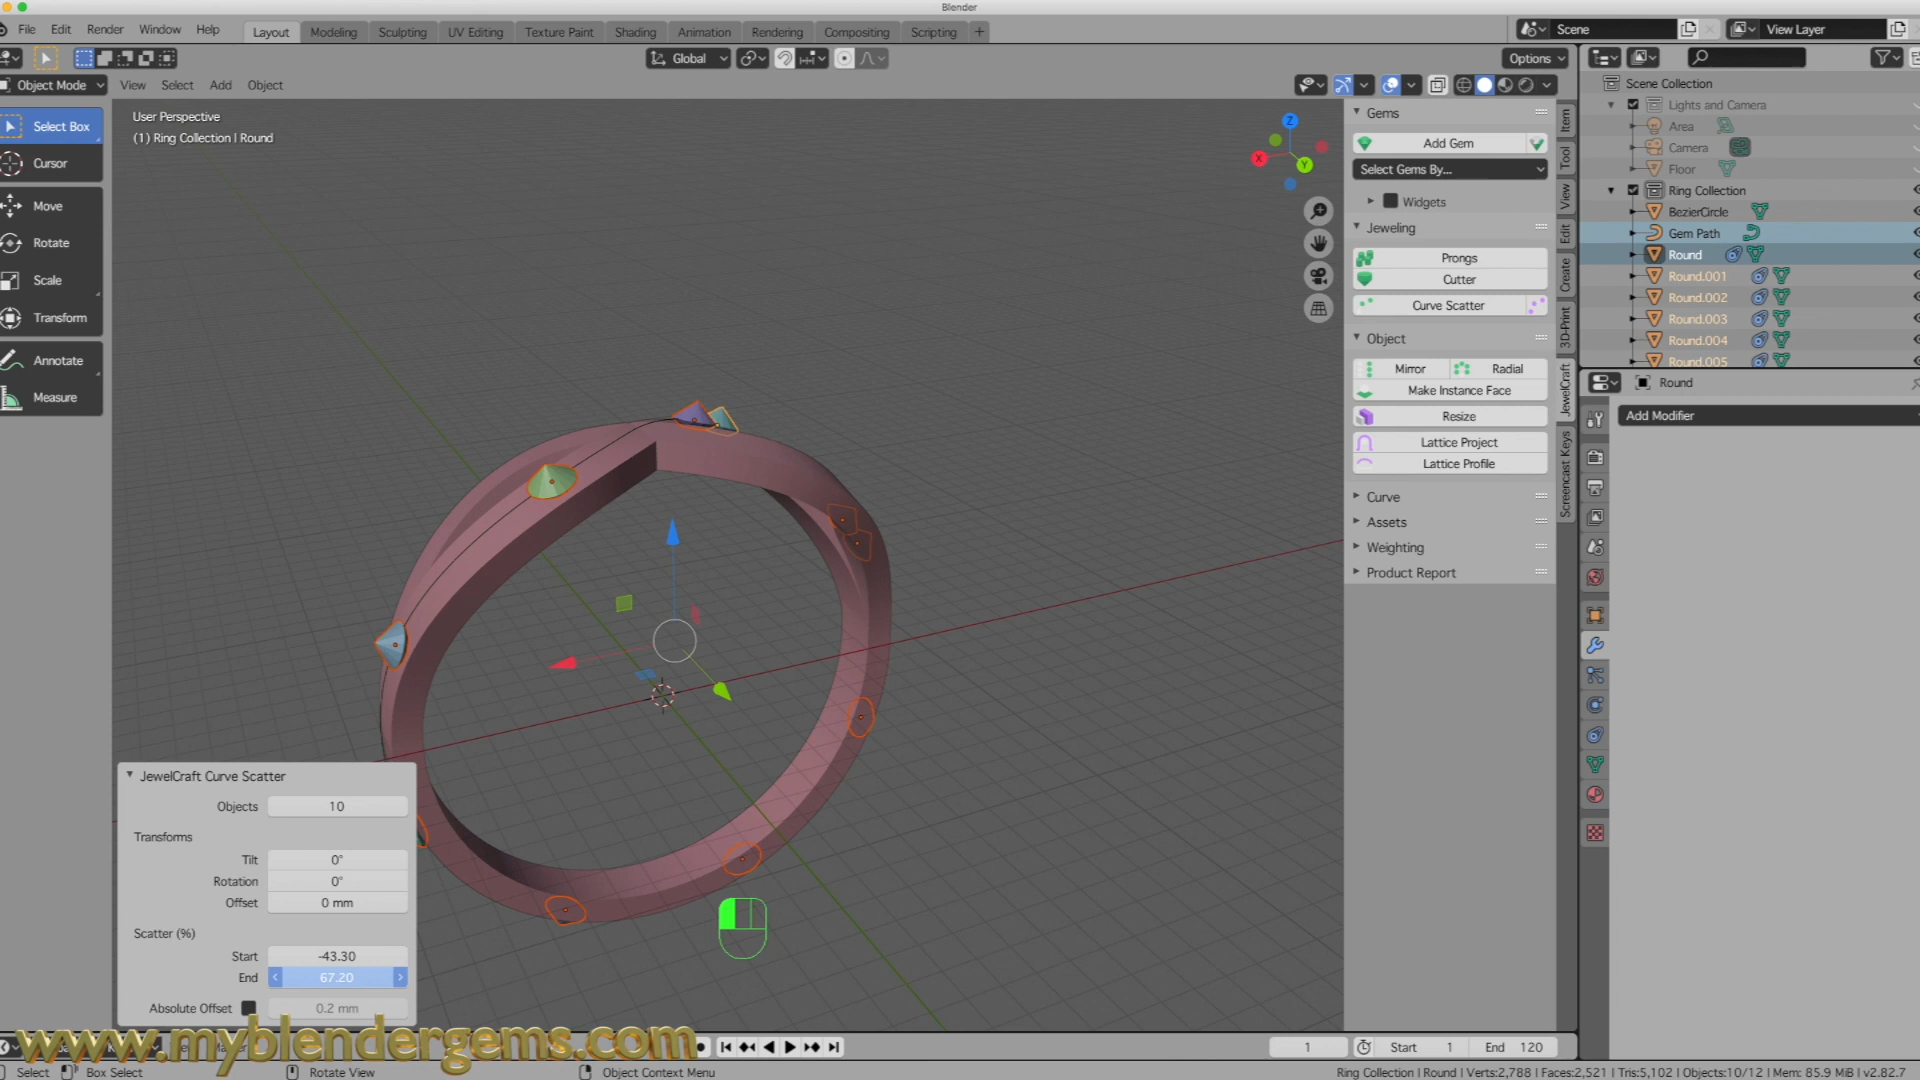 Blender
File Edit Render Window Help
Layout Modeling Sculpting UV Editing Texture Paint Shading Animation Rendering Compositing Scripting +
Scene
View Layer
Global
Options
Object Mode View Select Add Object
User Perspective
(1) Ring Collection | Round
Select Box
Cursor
Move
Rotate
Scale
Transform
Annotate
Measure
Z
X
Y
Gems
Add Gem
Select Gems By...
Widgets
Jeweling
Prongs
Cutter
Curve Scatter
Object
Mirror Radial
Make Instance Face
Resize
Lattice Project
Lattice Profile
Curve
Assets
Weighting
Product Report
Item
Tool
View
Edit
Create
3D-Print
JewelCraft
Screencast Keys
Scene Collection
Lights and Camera
Area
Camera
Floor
Ring Collection
BezierCircle
Gem Path
Round
Round.001
Round.002
Round.003
Round.004
Round.005
Round
Add Modifier
JewelCraft Curve Scatter
Objects 10
Transforms
Tilt 0°
Rotation 0°
Offset 0 mm
Scatter (%)
Start -43.30
End 67.20
Absolute Offset 0.2 mm
www.myblendergems.com
1 Start 1 End 120
Select Box Select Rotate View Object Context Menu
Ring Collection | Round | Verts:2,788 | Faces:2,521 | Tris:5,102 | Objects:10/12 | Mem: 85.9 MiB | v2.82.7